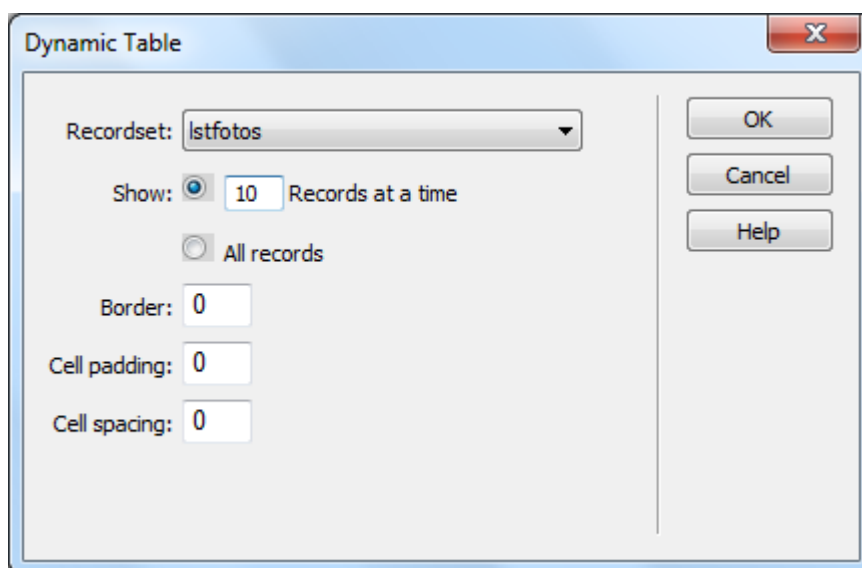 Dynamic Table
Recordset: lstfotos
Show: 10 Records at a time
All records
Border: 0
Cell padding: 0
Cell spacing: 0
OK
Cancel
Help